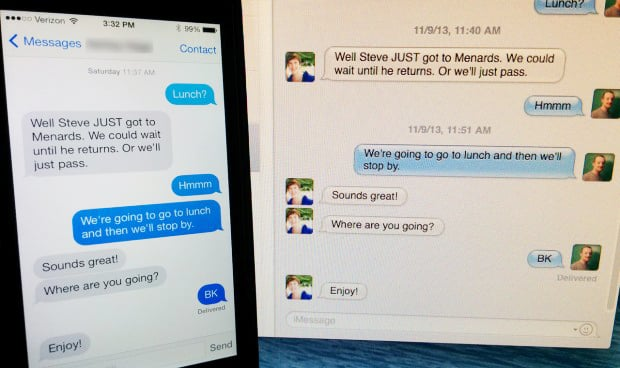 Verizon
3:32 PM
99%
Messages
Contact
Saturday 11:37 AM
Lunch?
Well Steve JUST got to
Menards. We could wait
until he returns. Or we'll
just pass.
Hmmm
We're going to go to lunch
and then we'll stop by.
Sounds great!
Where are you going?
BK
Delivered
Enjoy!
Send
Lunch?
11/9/13, 11:40 AM
Well Steve JUST got to Menards. We could
wait until he returns. Or we'll just pass.
Hmmm
11/9/13, 11:51 AM
We're going to go to lunch and then we'll
stop by.
Sounds great!
Where are you going?
BK
Delivered
Enjoy!
iMessage